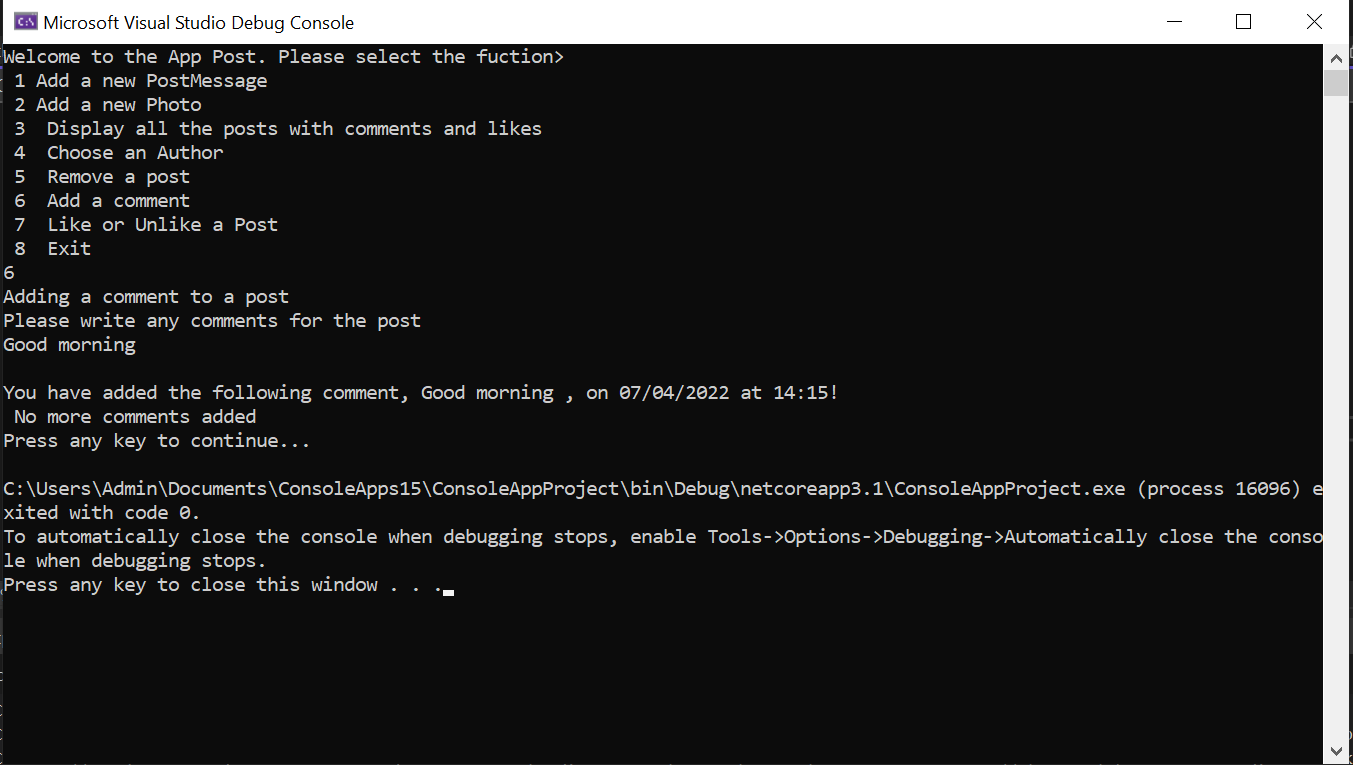 C:\ Microsoft Visual Studio Debug Console
Welcome to the App Post. Please select the fuction>
 1 Add a new PostMessage
 2 Add a new Photo
 3  Display all the posts with comments and likes
 4  Choose an Author
 5  Remove a post
 6  Add a comment
 7  Like or Unlike a Post
 8  Exit
6
Adding a comment to a post
Please write any comments for the post
Good morning
You have added the following comment, Good morning , on 07/04/2022 at 14:15!
 No more comments added
Press any key to continue...
C:\Users\Admin\Documents\ConsoleApps15\ConsoleAppProject\bin\Debug\netcoreapp3.1\ConsoleAppProject.exe (process 16096) e
xited with code 0.
To automatically close the console when debugging stops, enable Tools->Options->Debugging->Automatically close the conso
le when debugging stops.
Press any key to close this window . . .